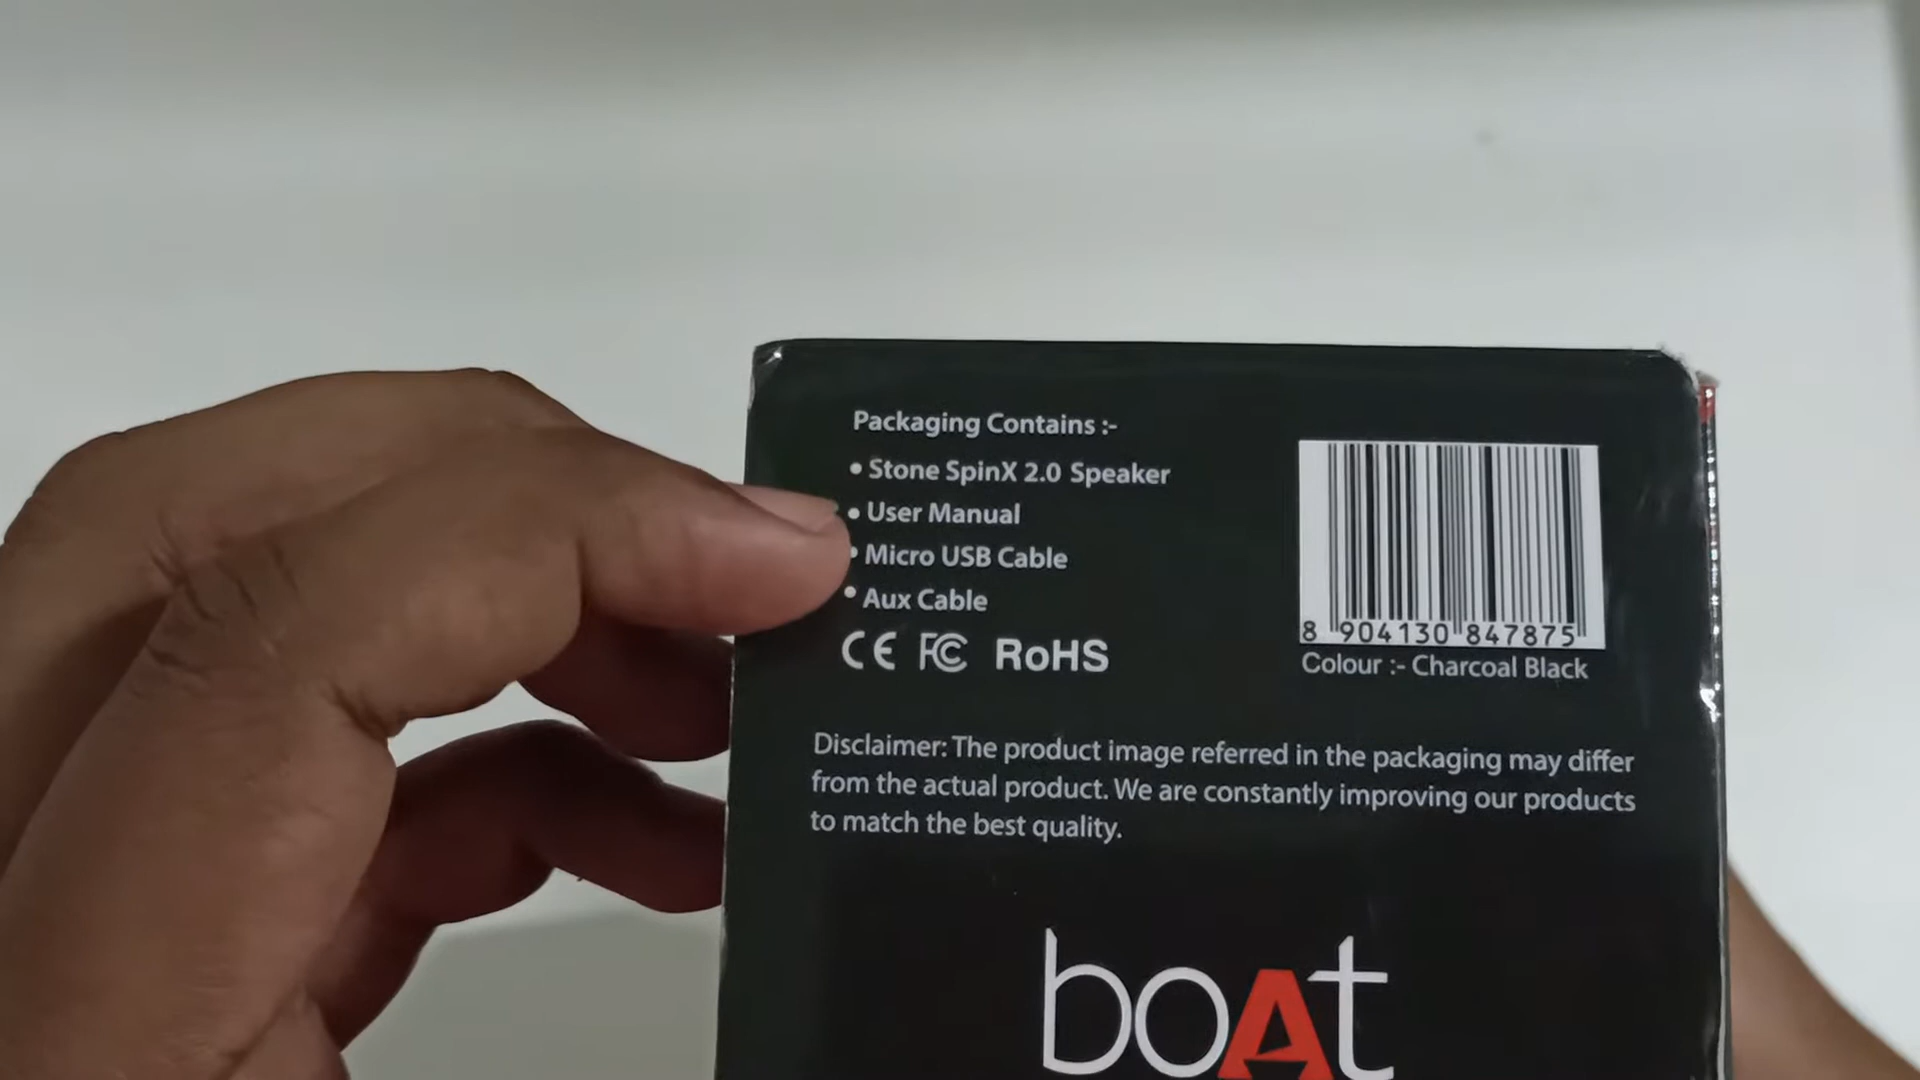 Packaging Contains :-
• Stone SpinX 2.0 Speaker
• User Manual
• Micro USB Cable
• Aux Cable
CE FC RoHS
8 904130 847875
Colour :- Charcoal Black
Disclaimer: The product image referred in the packaging may differ
from the actual product. We are constantly improving our products
to match the best quality.
boAt